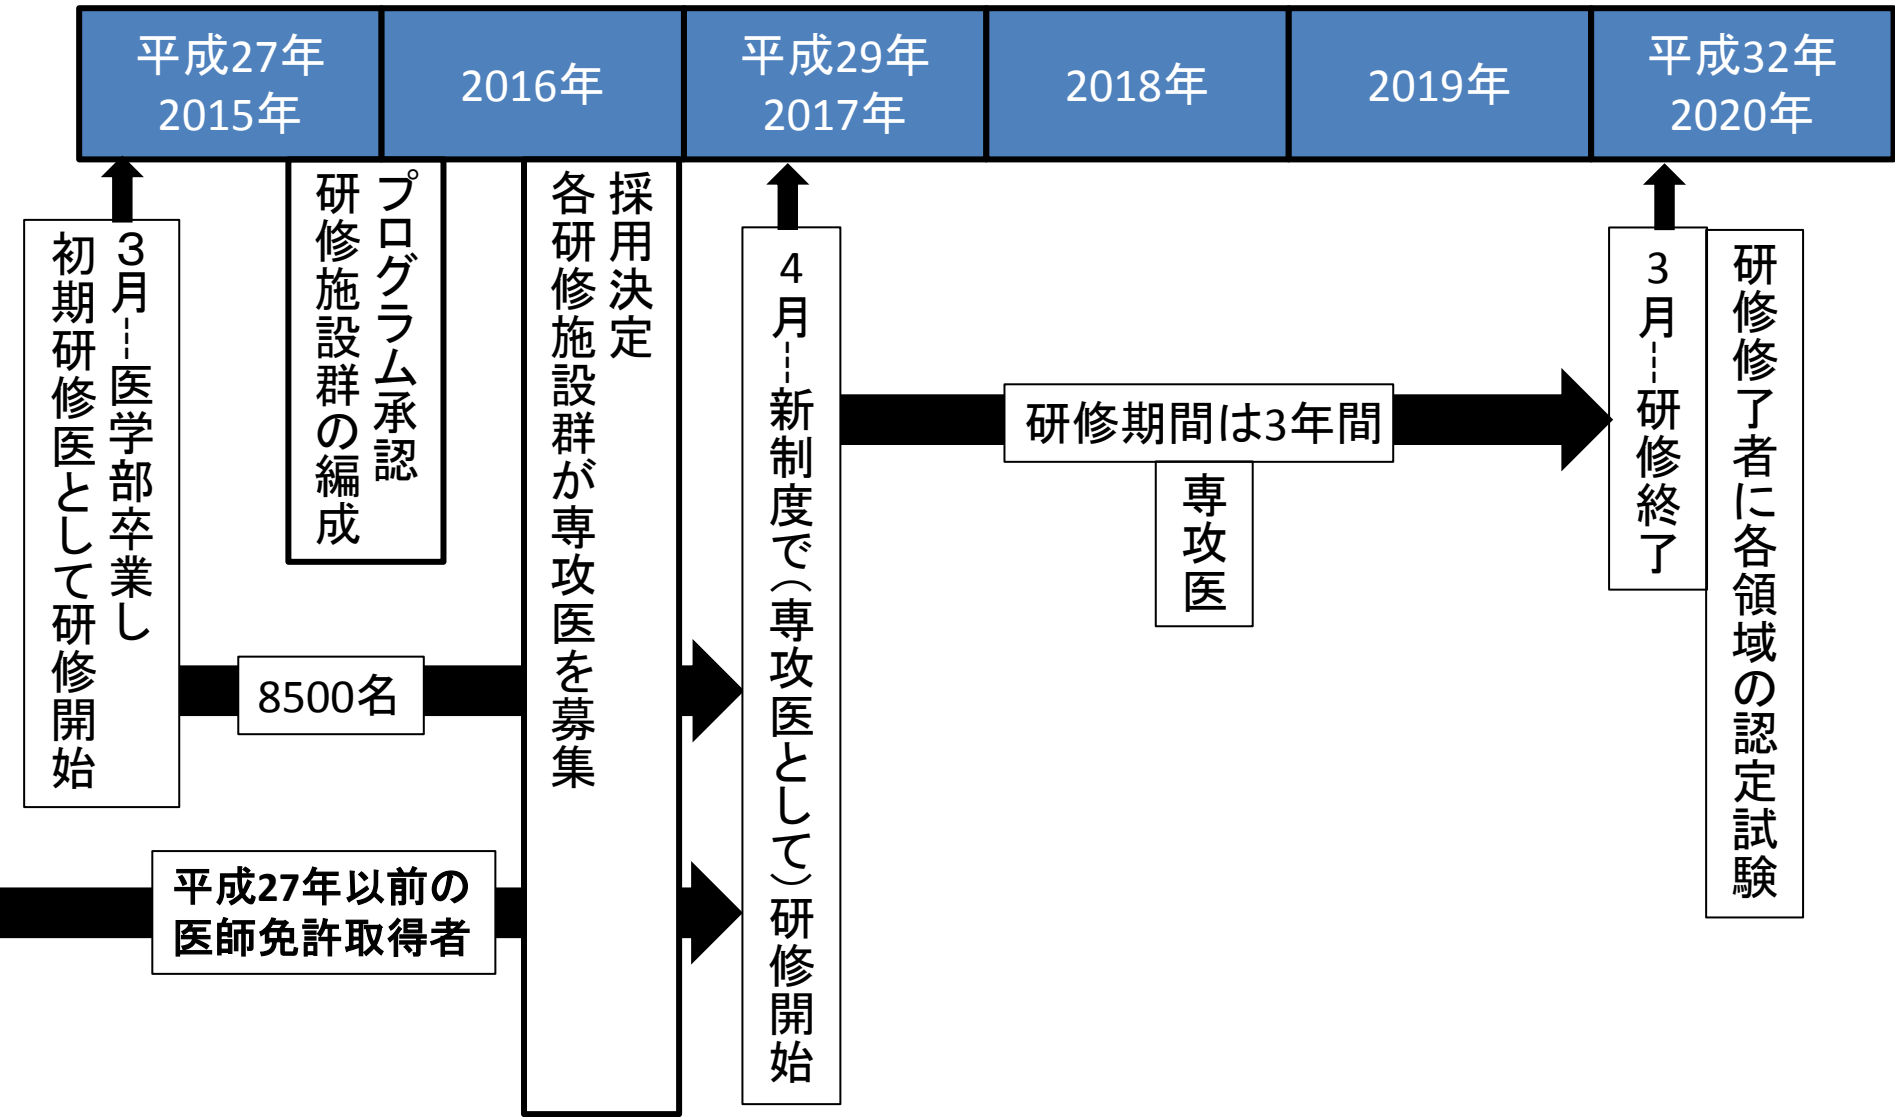 平成27年
2015年
2016年
平成29年
2017年
2018年
2019年
平成32年
2020年
3月---医学部卒業し
初期研修医として研修開始
プログラム承認
研修施設群の編成
採用決定
各研修施設群が専攻医を募集
4月---新制度で(専攻医として)研修開始
研修期間は3年間
専攻医
3月---研修終了
研修修了者に各領域の認定試験
8500名
平成27年以前の
医師免許取得者